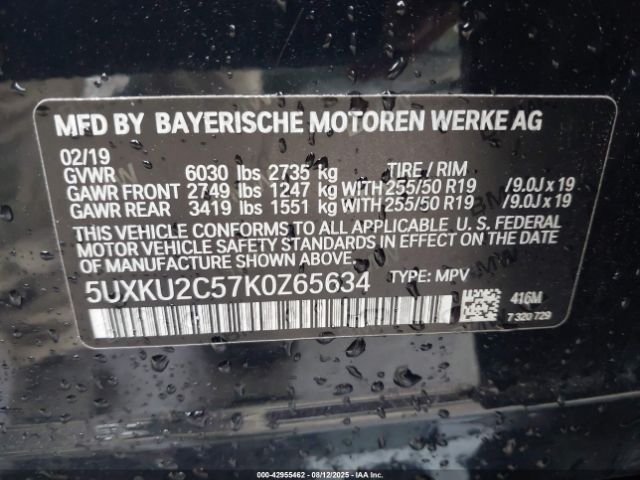 MFD BY BAYERISCHE MOTOREN WERKE AG
02/19
GVWR 6030 lbs 2735 kg TIRE / RIM
GAWR FRONT 2749 lbs 1247 kg WITH 255/50 R19 /9.0J x 19
GAWR REAR 3419 lbs 1551 kg WITH 255/50 R19 /9.0J x 19
THIS VEHICLE CONFORMS TO ALL APPLICABLE U. S. FEDERAL
MOTOR VEHICLE SAFETY STANDARDS IN EFFECT ON THE DATE
OF MANUFACTURE SHOWN ABOVE.
5UXKU2C57K0Z65634 TYPE: MPV
416M
7 320 729
000-42955462 08/12/2025 COPYRIGHT IAA, LLC.